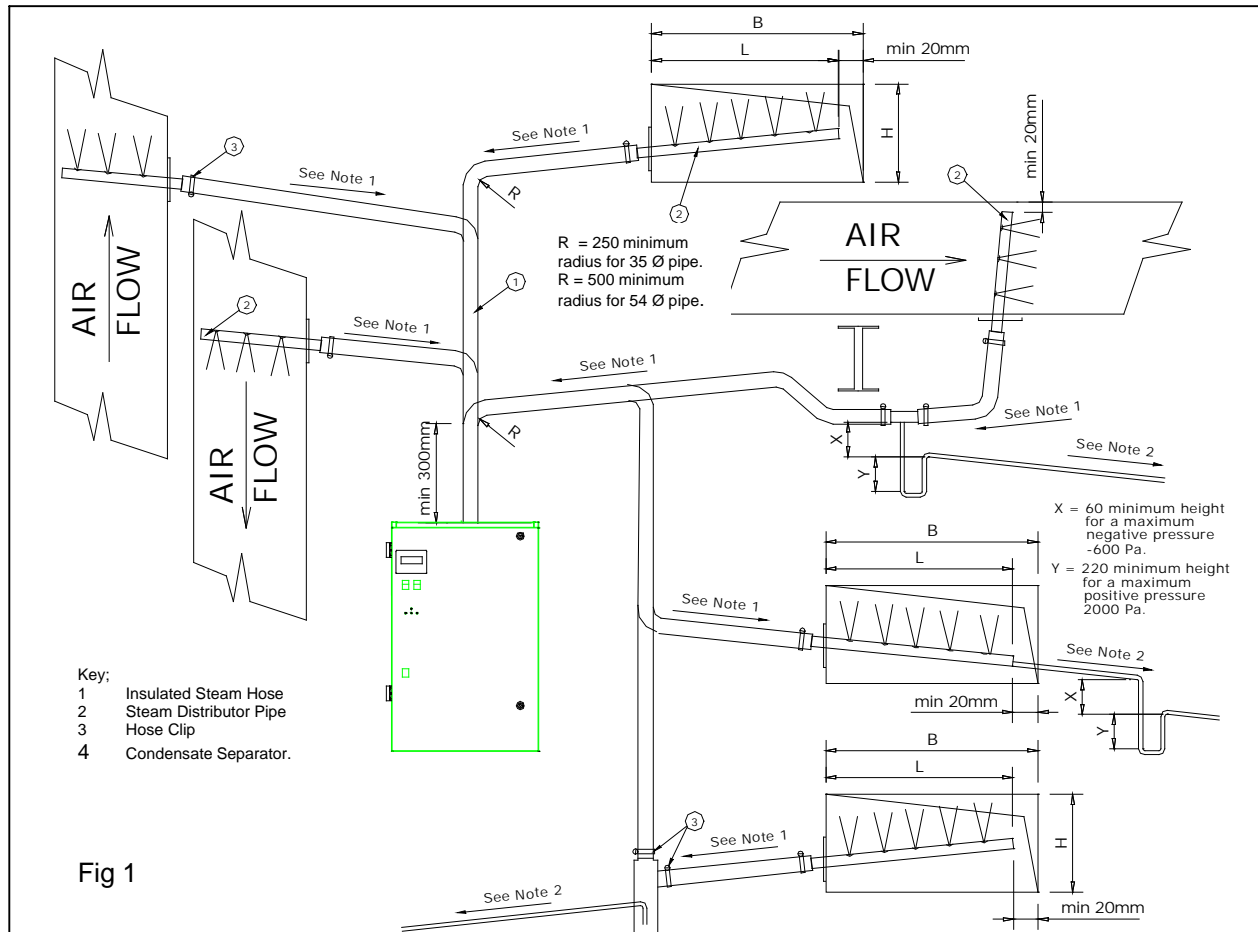 B
L
min 20mm
H
min 20mm
See Note 1
3
See Note 1
2
2
R
AIR
FLOW
R = 250 minimum
radius for 35 Ø pipe.
R = 500 minimum
radius for 54 Ø pipe.
AIR
FLOW
1
2
See Note 1
See Note 1
AIR
FLOW
R
min 300mm
See Note 1
X
Y
See Note 2
X = 60 minimum height
for a maximum
negative pressure
-600 Pa.
Y = 220 minimum height
for a maximum
positive pressure
2000 Pa.
B
L
See Note 1
See Note 2
X
Y
min 20mm
Key;
1 Insulated Steam Hose
2 Steam Distributor Pipe
3 Hose Clip
4 Condensate Separator.
B
L
3
See Note 1
H
min 20mm
Fig 1
See Note 2